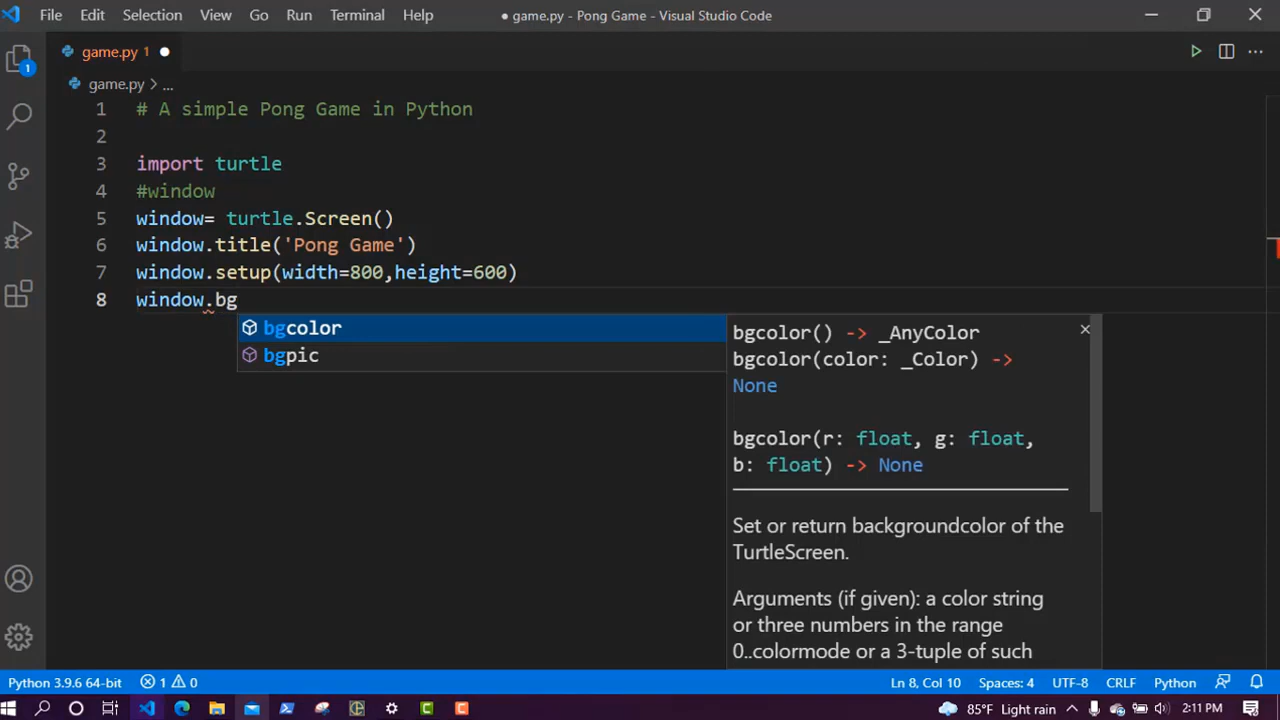 File Edit Selection View Go Run Terminal Help ● game.py - Pong Game - Visual Studio Code
game.py 1 ●
game.py > ...
1 # A simple Pong Game in Python
2
3 import turtle
4 #window
5 window= turtle.Screen()
6 window.title('Pong Game')
7 window.setup(width=800,height=600)
8 window.bg
bgcolor
bgpic
bgcolor() -> _AnyColor
bgcolor(color: _Color) ->
None
bgcolor(r: float, g: float,
b: float) -> None
Set or return backgroundcolor of the
TurtleScreen.
Arguments (if given): a color string
or three numbers in the range
0..colormode or a 3-tuple of such
1
Python 3.9.6 64-bit 1 0 Ln 8, Col 10 Spaces: 4 UTF-8 CRLF Python
85°F Light rain 2:11 PM